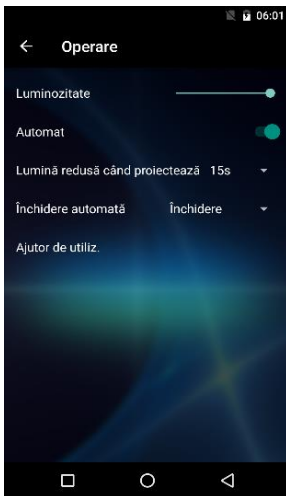 06:01
Operare
Luminozitate
Automat
Lumină redusă când proiectează 15s
Închidere automată Închidere
Ajutor de utiliz.